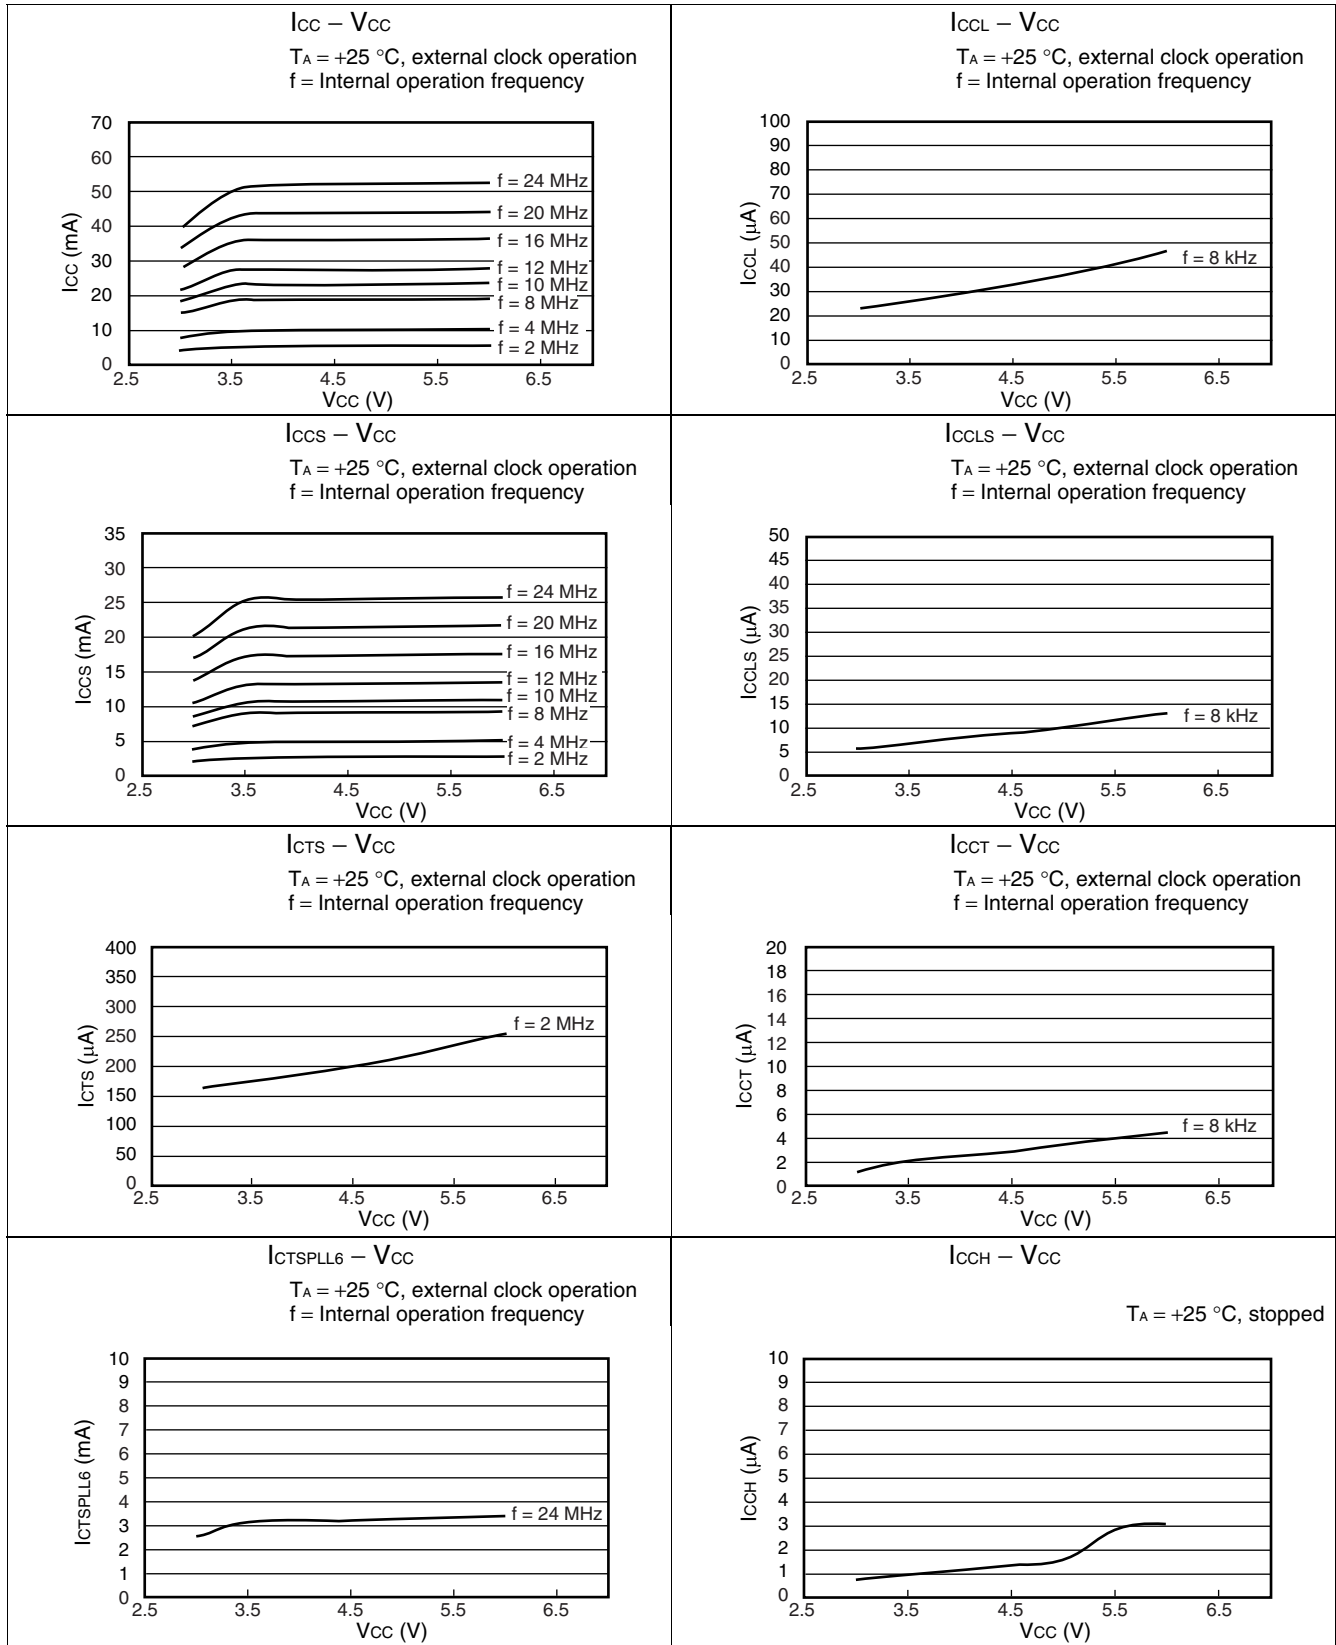 ICC – VCC
TA = +25 °C, external clock operation
f = Internal operation frequency
70
60
50
40
30
20
10
0
ICC (mA)
f = 24 MHz
f = 20 MHz
f = 16 MHz
f = 12 MHz
f = 10 MHz
f = 8 MHz
f = 4 MHz
f = 2 MHz
2.5 3.5 4.5 5.5 6.5
VCC (V)
ICCL – VCC
TA = +25 °C, external clock operation
f = Internal operation frequency
100
90
80
70
60
50
40
30
20
10
0
ICCL (µA)
f = 8 kHz
2.5 3.5 4.5 5.5 6.5
VCC (V)
ICCS – VCC
TA = +25 °C, external clock operation
f = Internal operation frequency
35
30
25
20
15
10
5
0
ICCS (mA)
f = 24 MHz
f = 20 MHz
f = 16 MHz
f = 12 MHz
f = 10 MHz
f = 8 MHz
f = 4 MHz
f = 2 MHz
2.5 3.5 4.5 5.5 6.5
VCC (V)
ICCLS – VCC
TA = +25 °C, external clock operation
f = Internal operation frequency
50
45
40
35
30
25
20
15
10
5
0
ICCLS (µA)
f = 8 kHz
2.5 3.5 4.5 5.5 6.5
VCC (V)
ICTS – VCC
TA = +25 °C, external clock operation
f = Internal operation frequency
400
350
300
250
200
150
100
50
0
ICTS (µA)
f = 2 MHz
2.5 3.5 4.5 5.5 6.5
VCC (V)
ICCT – VCC
TA = +25 °C, external clock operation
f = Internal operation frequency
20
18
16
14
12
10
8
6
4
2
0
ICCT (µA)
f = 8 kHz
2.5 3.5 4.5 5.5 6.5
VCC (V)
ICTSPLL6 – VCC
TA = +25 °C, external clock operation
f = Internal operation frequency
10
9
8
7
6
5
4
3
2
1
0
ICTSPLL6 (mA)
f = 24 MHz
2.5 3.5 4.5 5.5 6.5
VCC (V)
ICCH – VCC
TA = +25 °C, stopped
10
9
8
7
6
5
4
3
2
1
0
ICCH (µA)
2.5 3.5 4.5 5.5 6.5
VCC (V)